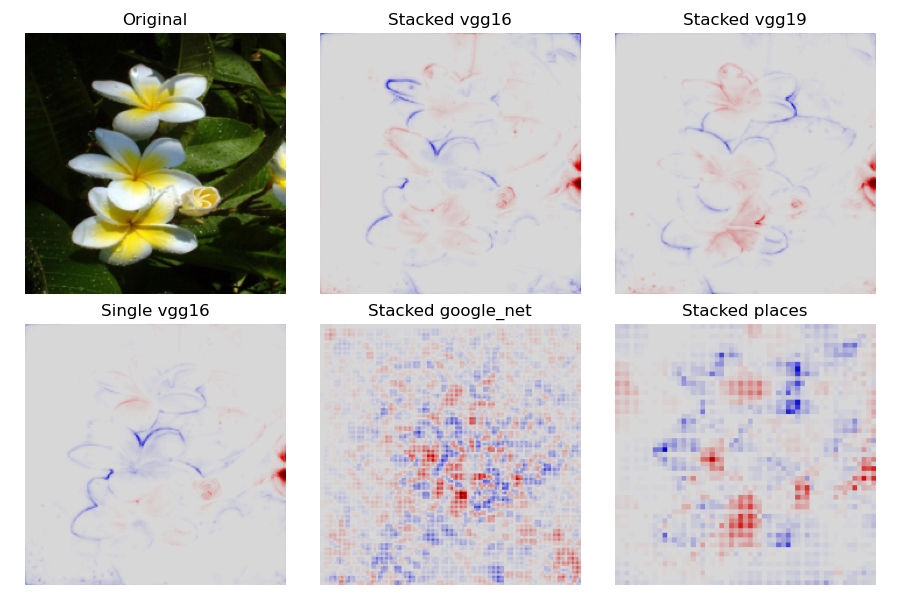 Original
Stacked vgg16
Stacked vgg19
Single vgg16
Stacked google_net
Stacked places